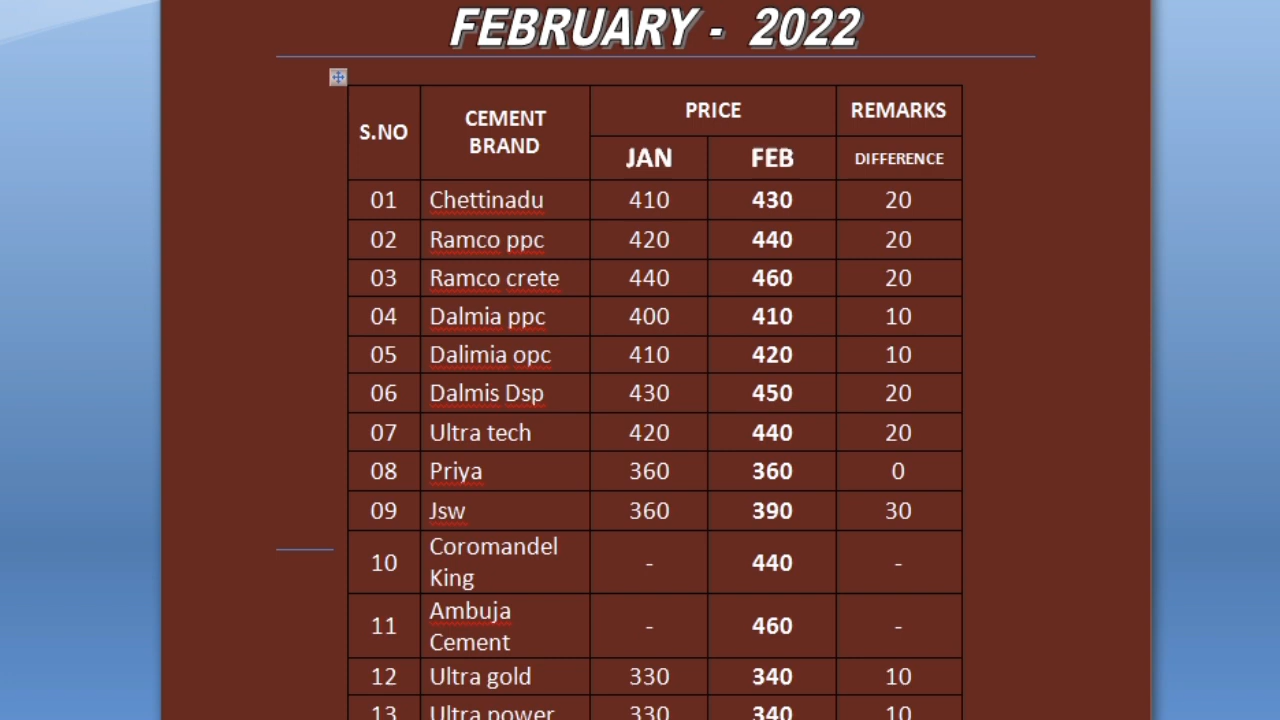 FEBRUARY - 2022
S.NO CEMENT BRAND PRICE REMARKS
JAN FEB DIFFERENCE
01 Chettinadu 410 430 20
02 Ramco ppc 420 440 20
03 Ramco crete 440 460 20
04 Dalmia ppc 400 410 10
05 Dalimia opc 410 420 10
06 Dalmis Dsp 430 450 20
07 Ultra tech 420 440 20
08 Priya 360 360 0
09 Jsw 360 390 30
10 Coromandel King - 440 -
11 Ambuja Cement - 460 -
12 Ultra gold 330 340 10
13 Ultra power 330 340 10